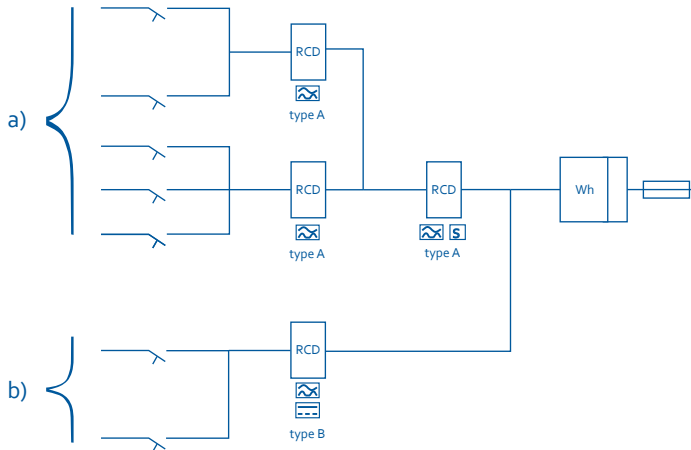 RCD
type A
a)
RCD
RCD
Wh
type A
S
type A
RCD
b)
type B